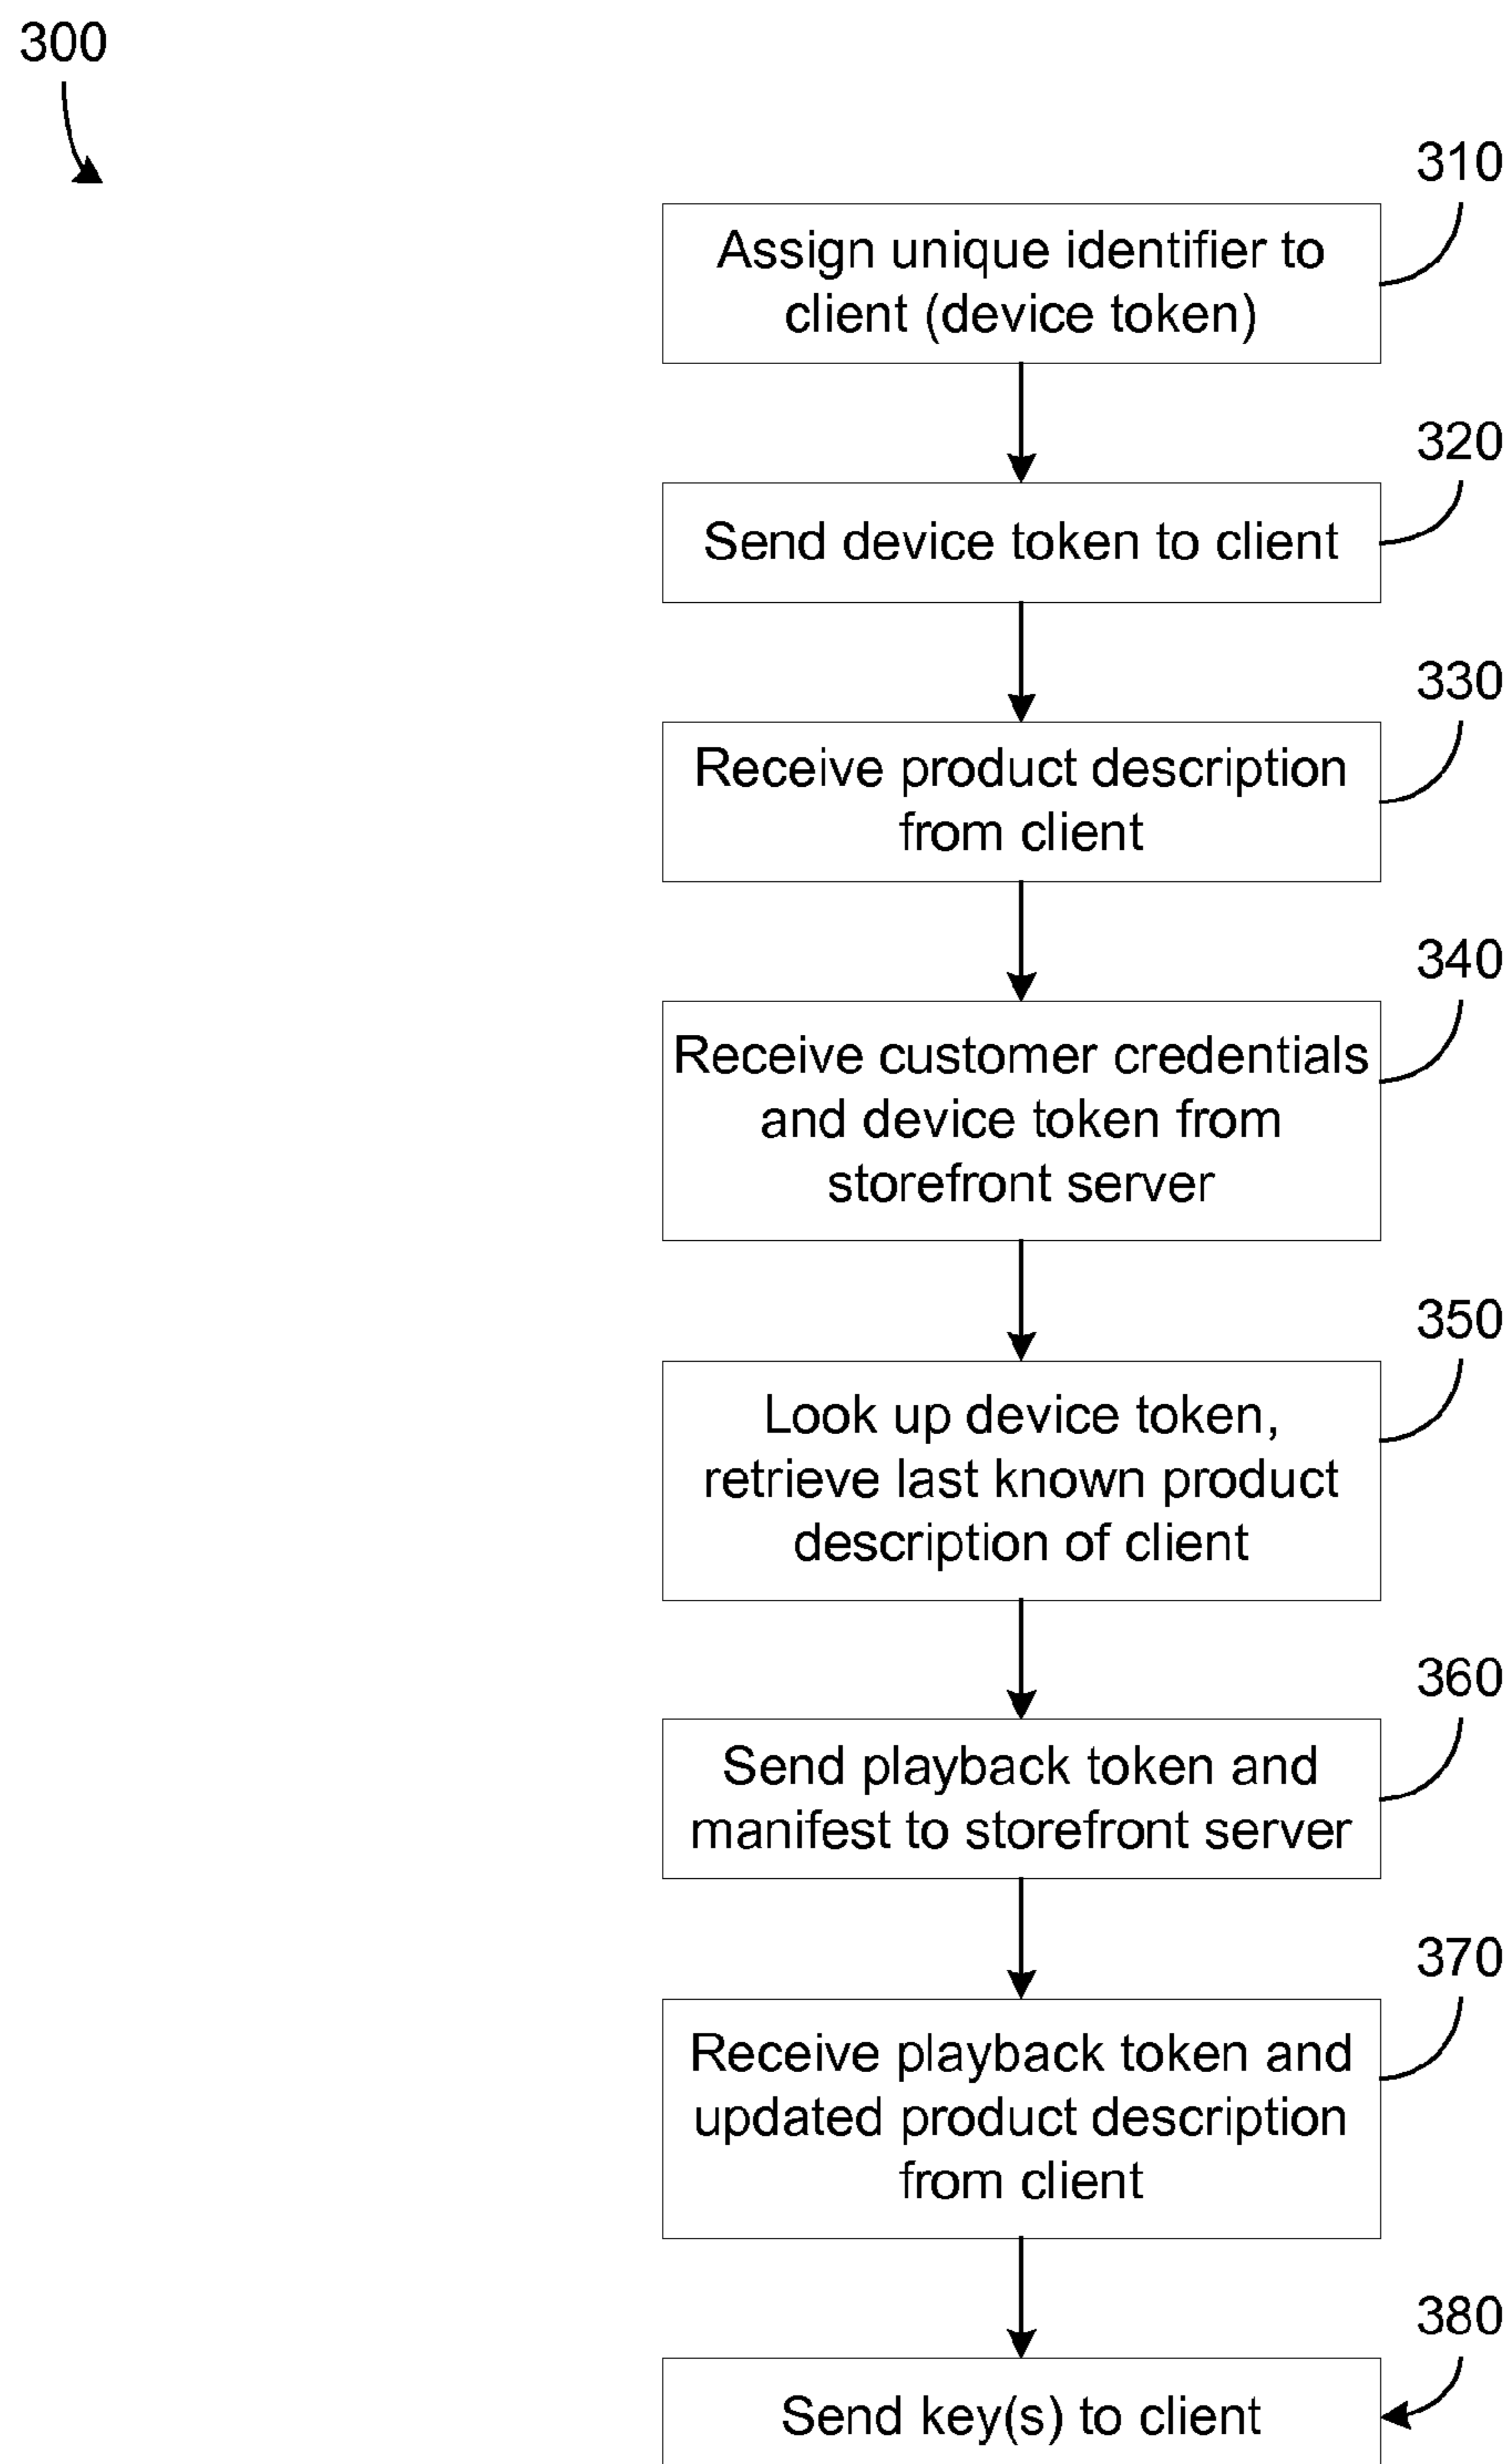 300
310
Assign unique identifier to
client (device token)
320
Send device token to client
330
Receive product description
from client
340
Receive customer credentials
and device token from
storefront server
350
Look up device token,
retrieve last known product
description of client
360
Send playback token and
manifest to storefront server
370
Receive playback token and
updated product description
from client
380
Send key(s) to client